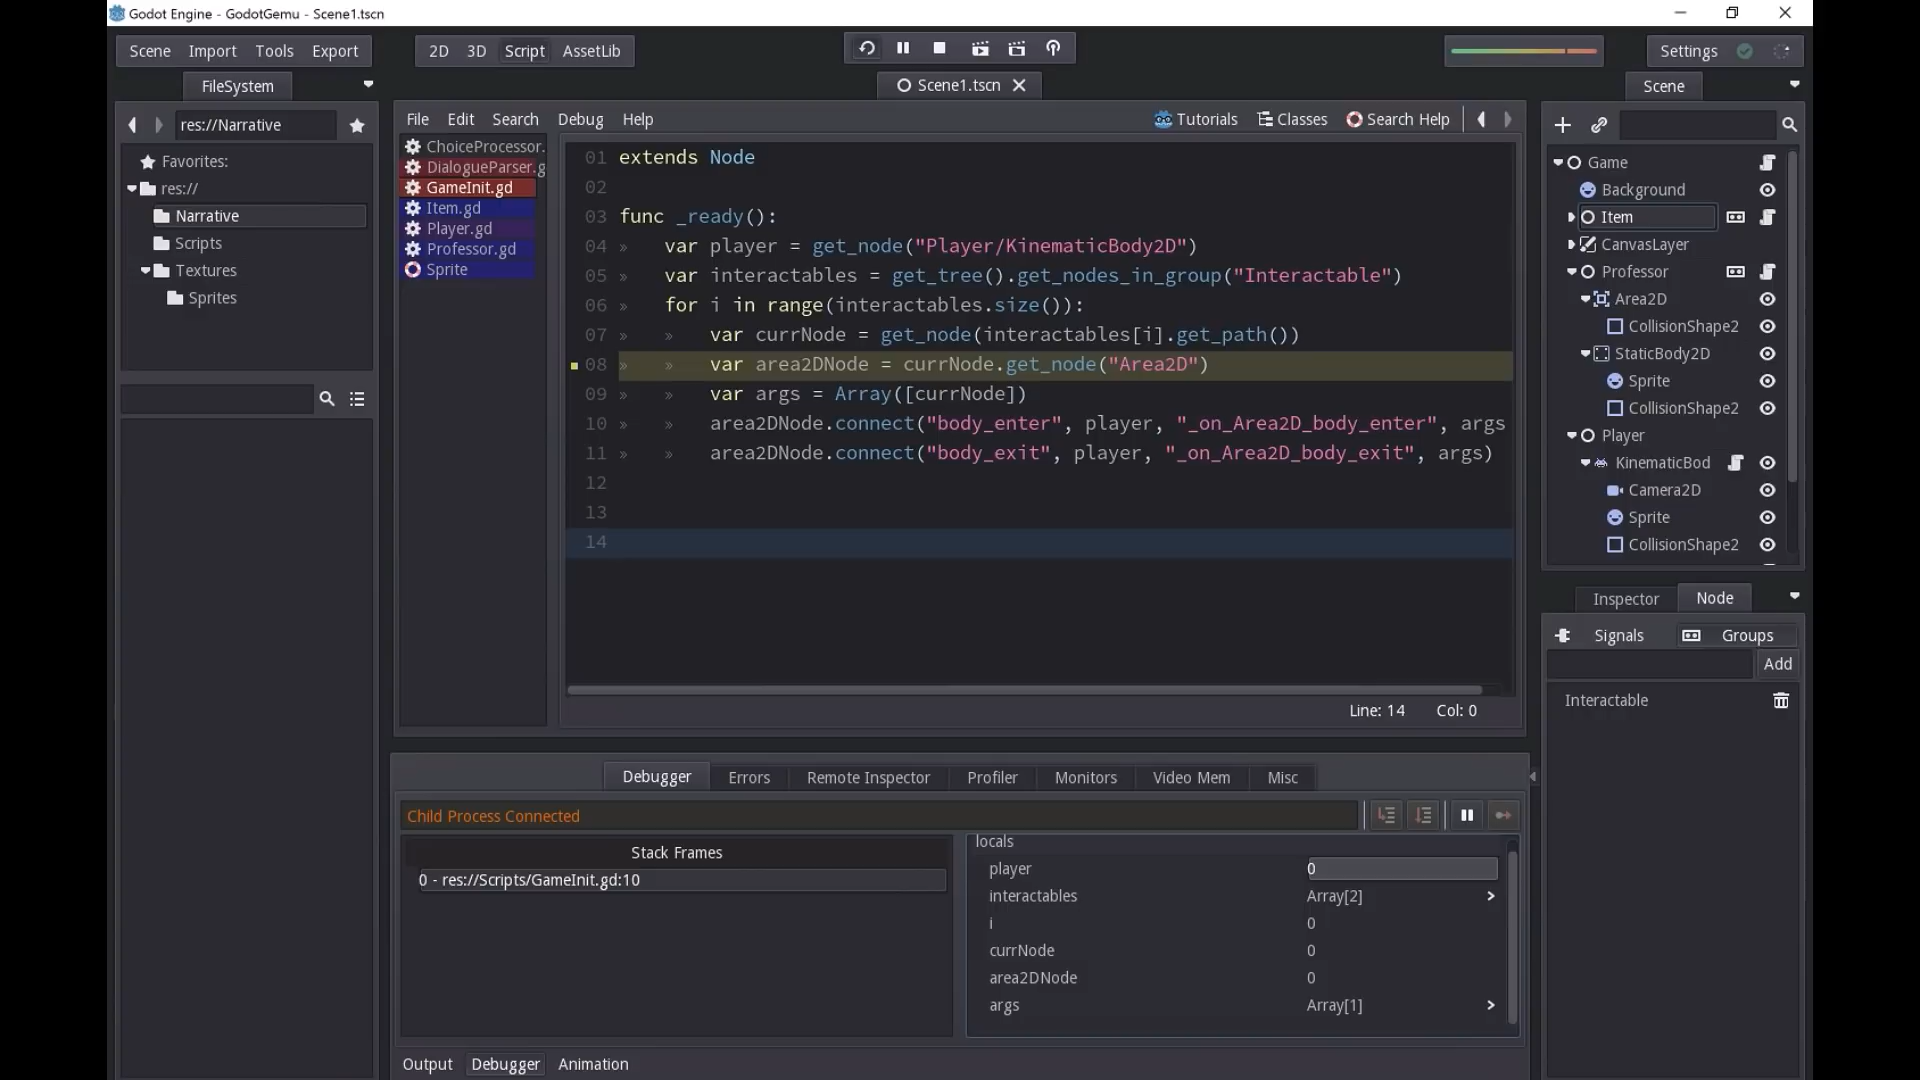 Godot Engine - GodotGemu - Scene1.tscn
Scene Import Tools Export
2D 3D Script AssetLib
Settings
FileSystem
Scene1.tscn
Scene
res://Narrative
File Edit Search Debug Help
Tutorials Classes Search Help
Favorites:
res://
Narrative
Scripts
Textures
Sprites
ChoiceProcessor.
DialogueParser.g
GameInit.gd
Item.gd
Player.gd
Professor.gd
Sprite
01 extends Node
02
03 func _ready():
04 » var player = get_node("Player/KinematicBody2D")
05 » var interactables = get_tree().get_nodes_in_group("Interactable")
06 » for i in range(interactables.size()):
07 » » var currNode = get_node(interactables[i].get_path())
08 » » var area2DNode = currNode.get_node("Area2D")
09 » » var args = Array([currNode])
10 » » area2DNode.connect("body_enter", player, "_on_Area2D_body_enter", args
11 » » area2DNode.connect("body_exit", player, "_on_Area2D_body_exit", args)
12
13
14
Line: 14 Col: 0
Game
Background
Item
CanvasLayer
Professor
Area2D
CollisionShape2
StaticBody2D
Sprite
CollisionShape2
Player
KinematicBod
Camera2D
Sprite
CollisionShape2
Inspector Node
Signals Groups
Add
Interactable
Debugger Errors Remote Inspector Profiler Monitors Video Mem Misc
Child Process Connected
Stack Frames
0 - res://Scripts/GameInit.gd:10
locals
player 0
interactables Array[2]
i 0
currNode 0
area2DNode 0
args Array[1]
Output Debugger Animation